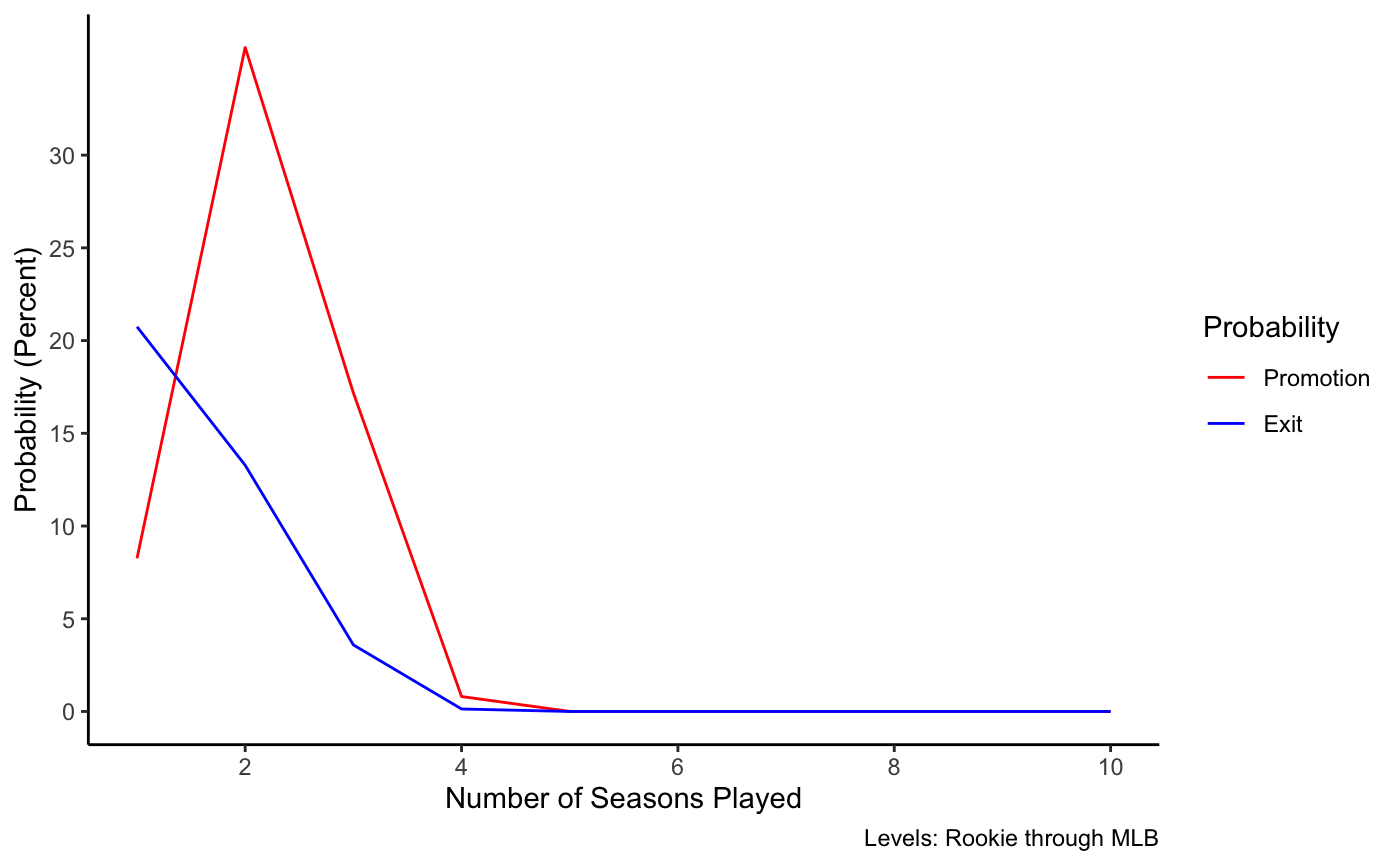 30
25
20
15
10
5
0
Probability (Percent)
2 4 6 8 10
Number of Seasons Played
Levels: Rookie through MLB
Probability
Promotion
Exit